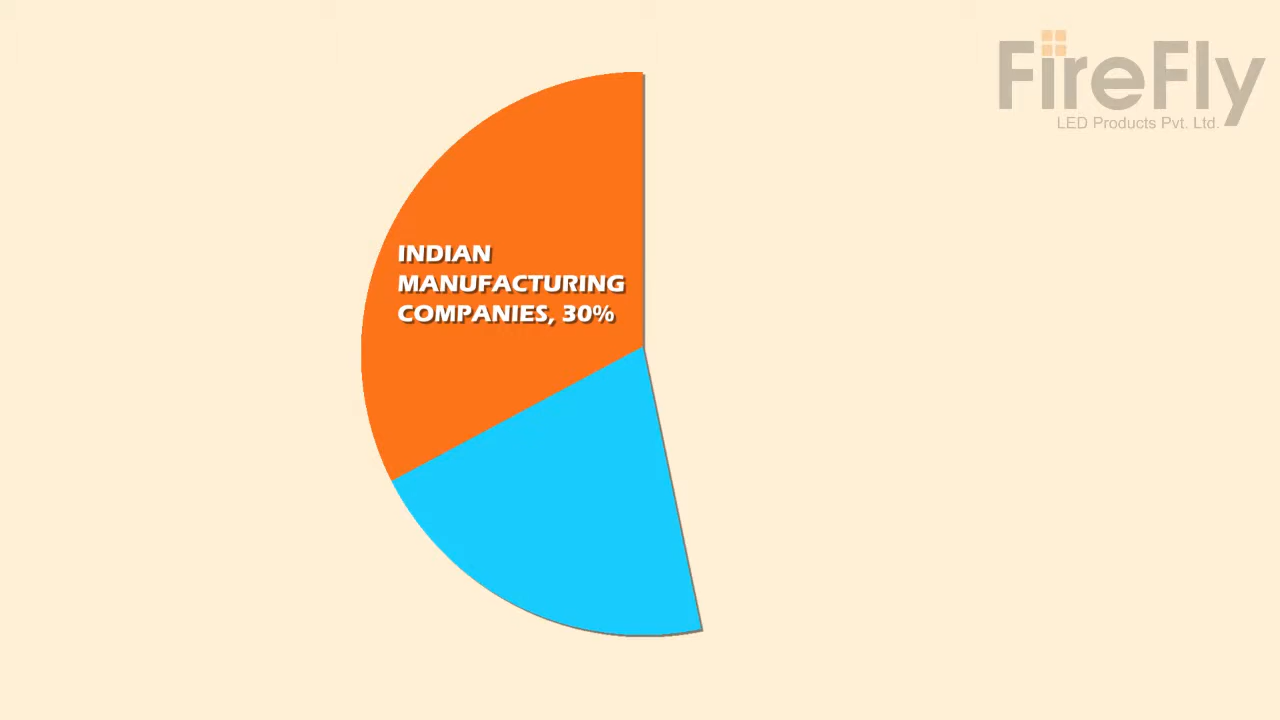 FireFly
LED Products Pvt. Ltd.
INDIAN
MANUFACTURING
COMPANIES, 30%